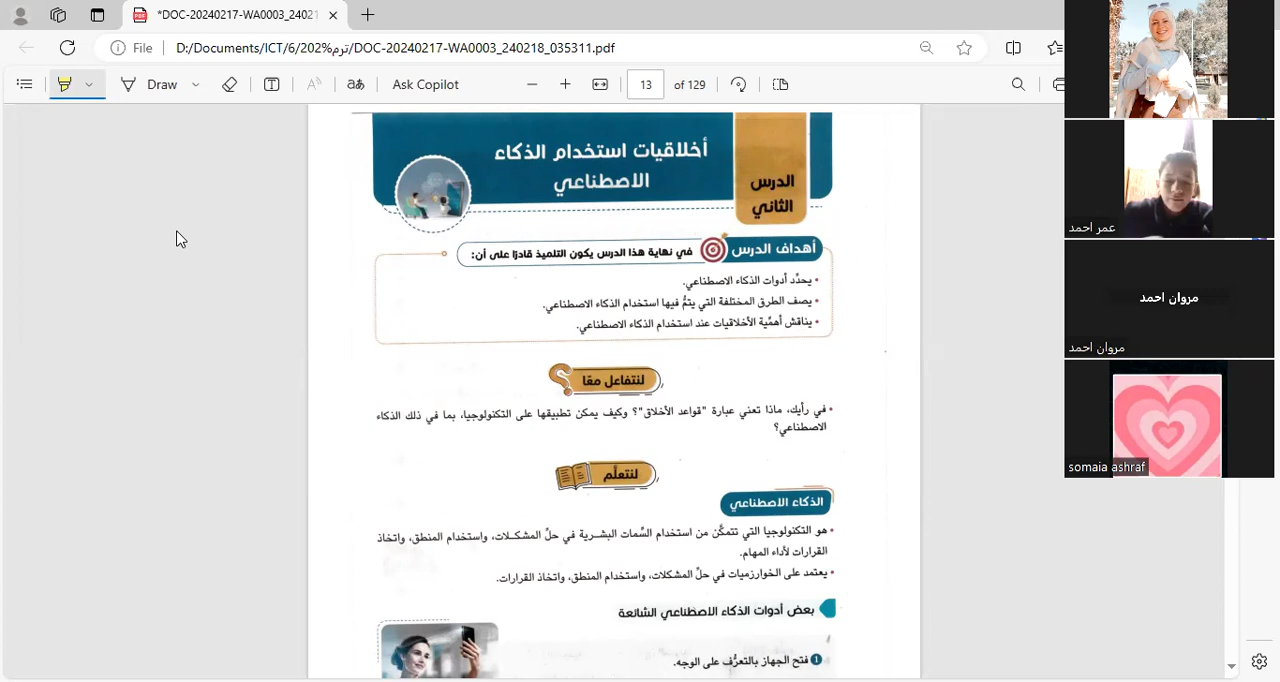 *DOC-20240217-WA0003_24021
File
D:/Documents/ICT/6/202%ترم/DOC-20240217-WA0003_240218_035311.pdf
Draw
Ask Copilot
13
of 129
أخلاقيات استخدام الذكاء
الاصطناعي
الدرس
الثاني
أهداف الدرس
في نهاية هذا الدرس يكون التلميذ قادرًا على أن:
• يحدِّد أدوات الذكاء الاصطناعي.
• يصف الطرق المختلفة التي يتمُّ فيها استخدام الذكاء الاصطناعي.
• يناقش أهمِّية الأخلاقيات عند استخدام الذكاء الاصطناعي.
لنتفاعل معًا
• في رأيك، ماذا تعني عبارة "قواعد الأخلاق"؟ وكيف يمكن تطبيقها على التكنولوجيا، بما في ذلك الذكاء
الاصطناعي؟
لنتعلَّم
الذكاء الاصطناعي
• هو التكنولوجيا التي تتمكَّن من استخدام السِّمات البشرية في حلِّ المشكلات، واستخدام المنطق، واتخاذ
القرارات لأداء المهام.
• يعتمد على الخوارزميات في حلِّ المشكلات، واستخدام المنطق، واتخاذ القرارات.
بعض أدوات الذكاء الاصطناعي الشائعة
1 فتح الجهاز بالتعرُّف على الوجه.
عمر احمد
مروان احمد
مروان احمد
somaia ashraf